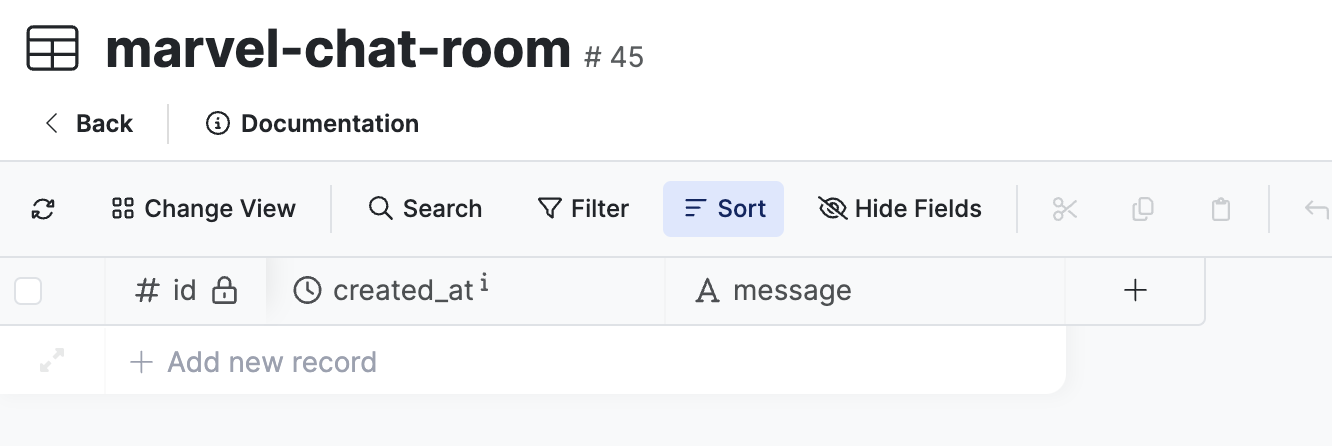 marvel-chat-room # 45
Back Documentation
Change View Search Filter Sort Hide Fields
# id created_at i A message +
+ Add new record